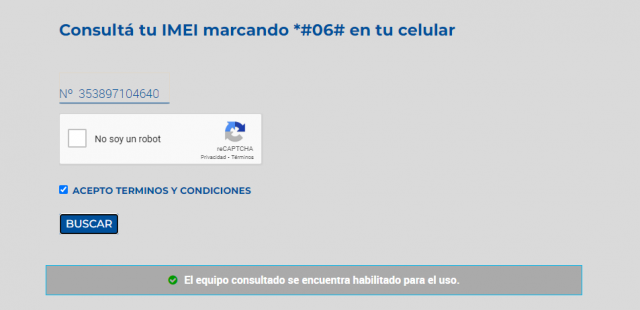 Consultá tu IMEI marcando *#06# en tu celular
Nº 353897104640
No soy un robot
reCAPTCHA
Privacidad - Términos
ACEPTO TERMINOS Y CONDICIONES
BUSCAR
El equipo consultado se encuentra habilitado para el uso.